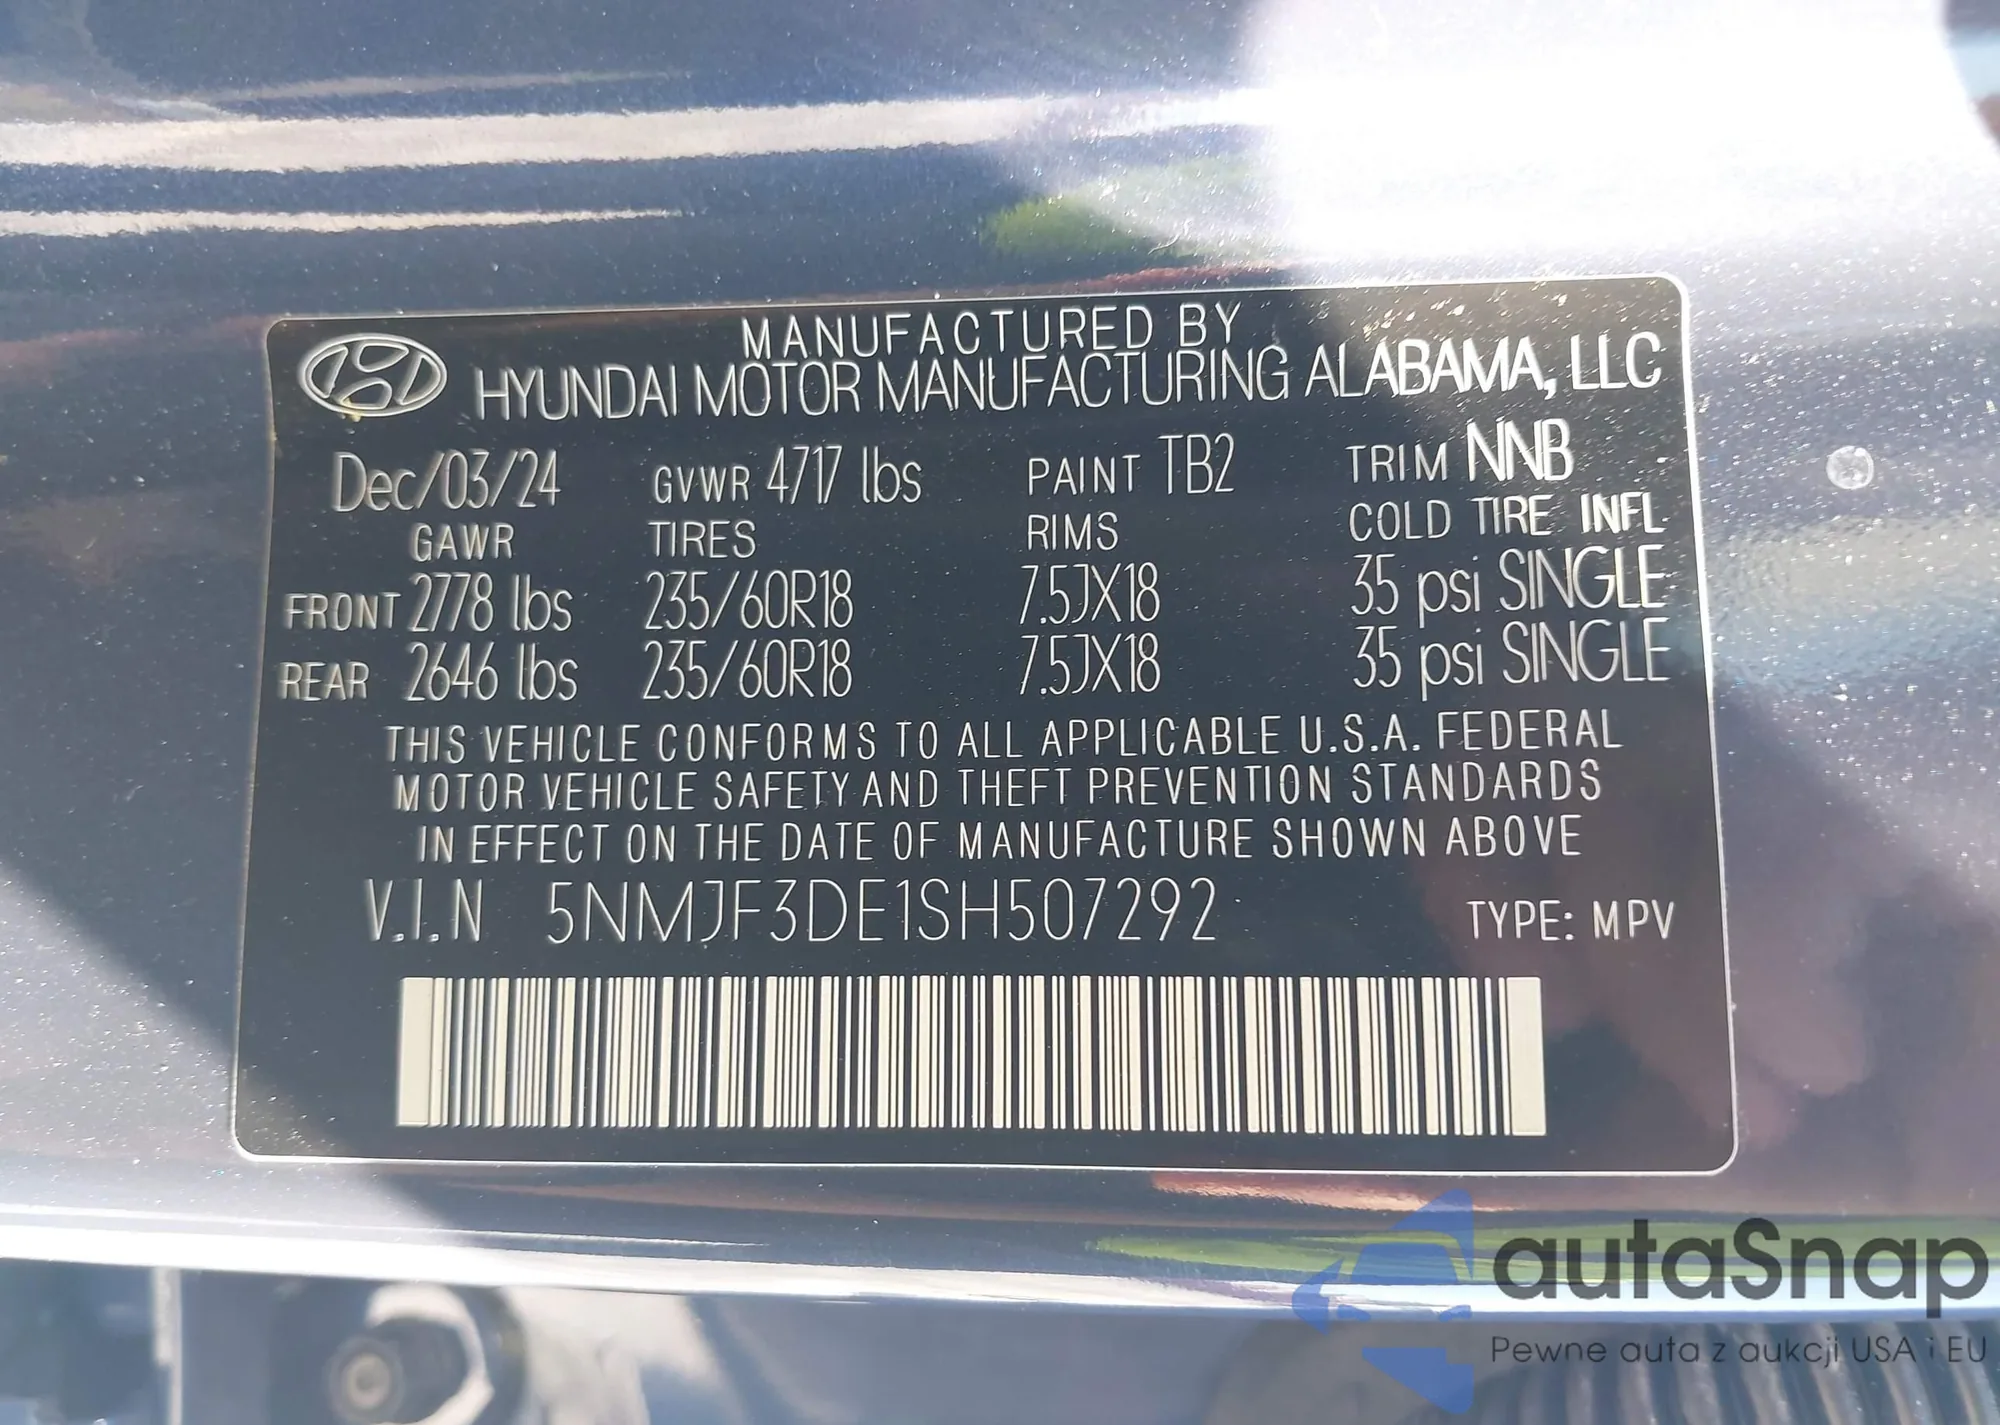 MANUFACTURED BY
HYUNDAI MOTOR MANUFACTURING ALABAMA, LLC
Dec/03/24 GVWR 4717 lbs PAINT TB2 TRIM NNB
GAWR TIRES RIMS COLD TIRE INFL
FRONT 2778 lbs 235/60R18 7.5JX18 35 psi SINGLE
REAR 2646 lbs 235/60R18 7.5JX18 35 psi SINGLE
THIS VEHICLE CONFORMS TO ALL APPLICABLE U.S.A. FEDERAL
MOTOR VEHICLE SAFETY AND THEFT PREVENTION STANDARDS
IN EFFECT ON THE DATE OF MANUFACTURE SHOWN ABOVE
V.I.N 5NMJF3DE1SH507292 TYPE: MPV
autaSnap
Pewne auta z aukcji USA i EU